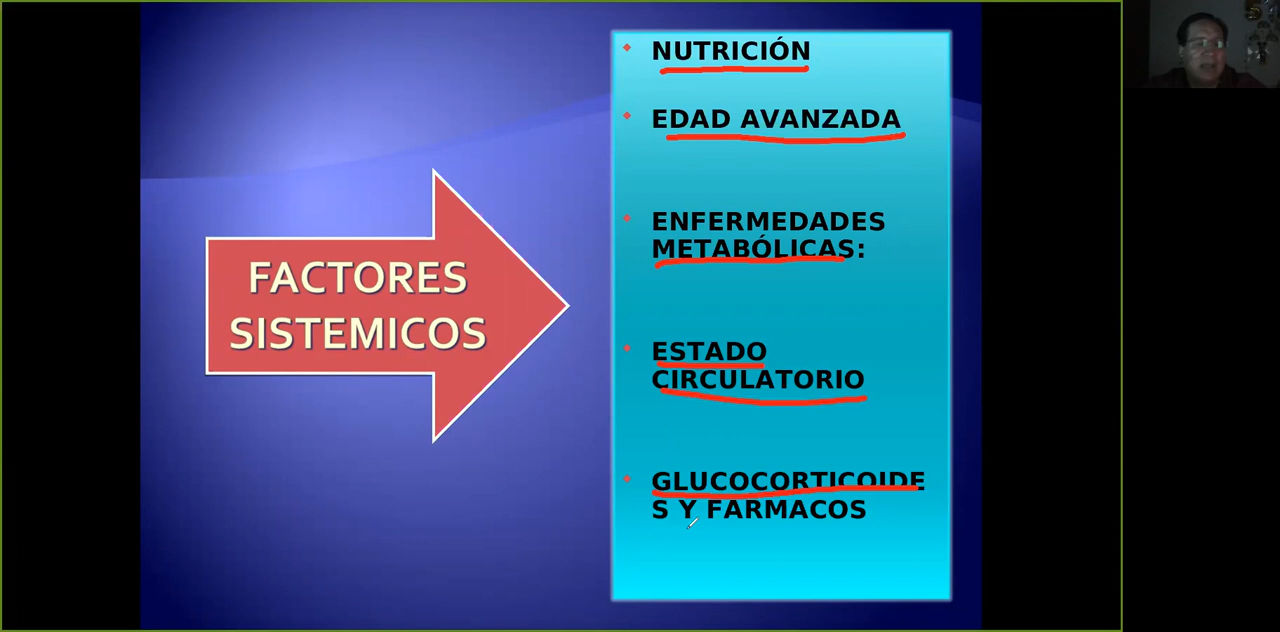 FACTORES
SISTEMICOS
NUTRICIÓN
EDAD AVANZADA
ENFERMEDADES
METABÓLICAS:
ESTADO
CIRCULATORIO
GLUCOCORTICOIDE
S Y FARMACOS